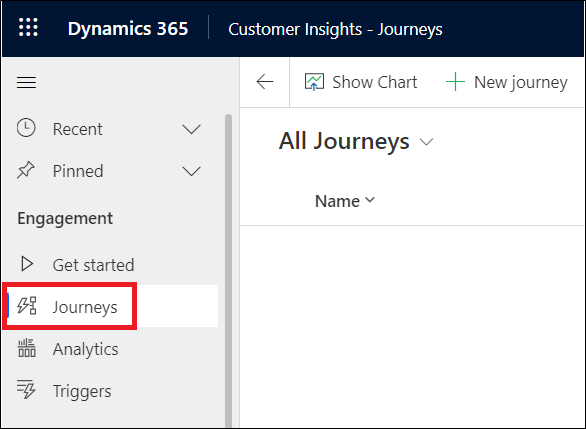 Dynamics 365 Customer Insights - Journeys
Show Chart New journey
Recent
Pinned
Engagement
Get started
Journeys
Analytics
Triggers
All Journeys
Name